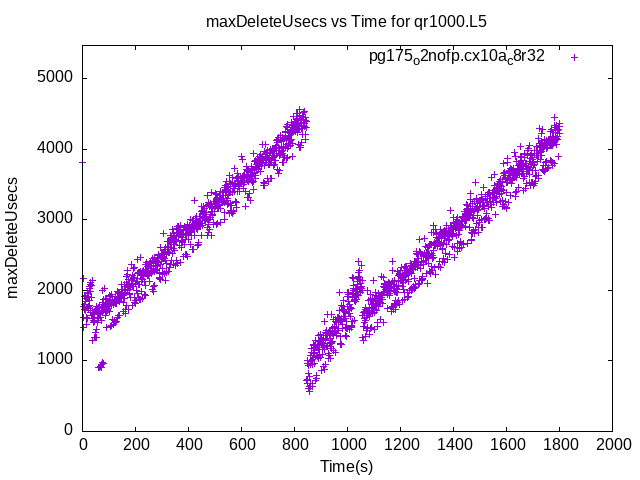 maxDeleteUsecs vs Time for qr1000.L5
pg175o2nofp.cx10ac8r32
5000
4000
3000
2000
1000
0
maxDeleteUsecs
0 200 400 600 800 1000 1200 1400 1600 1800 2000
Time(s)